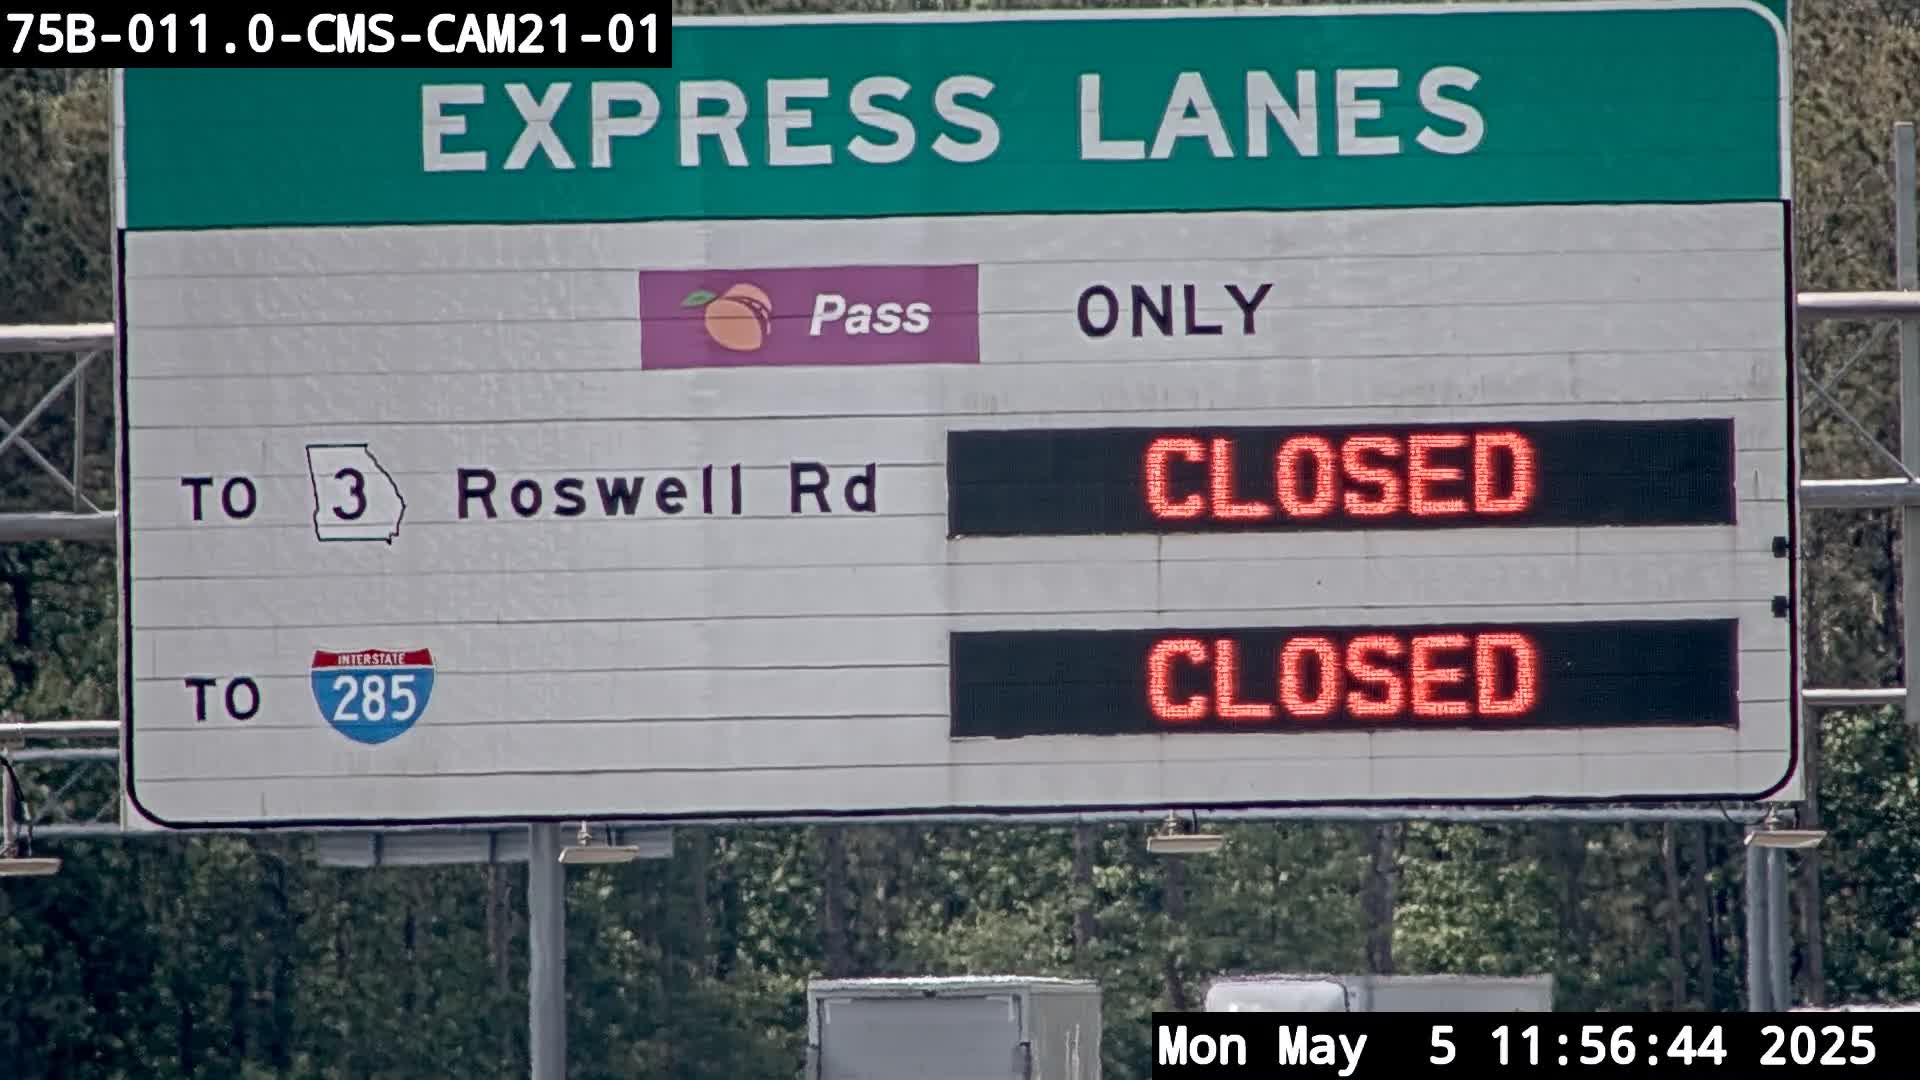 75B-011.0-CMS-CAM21-01
EXPRESS LANES
Pass ONLY
TO 3 Roswell Rd CLOSED
TO INTERSTATE 285 CLOSED
Mon May 5 11:56:44 2025